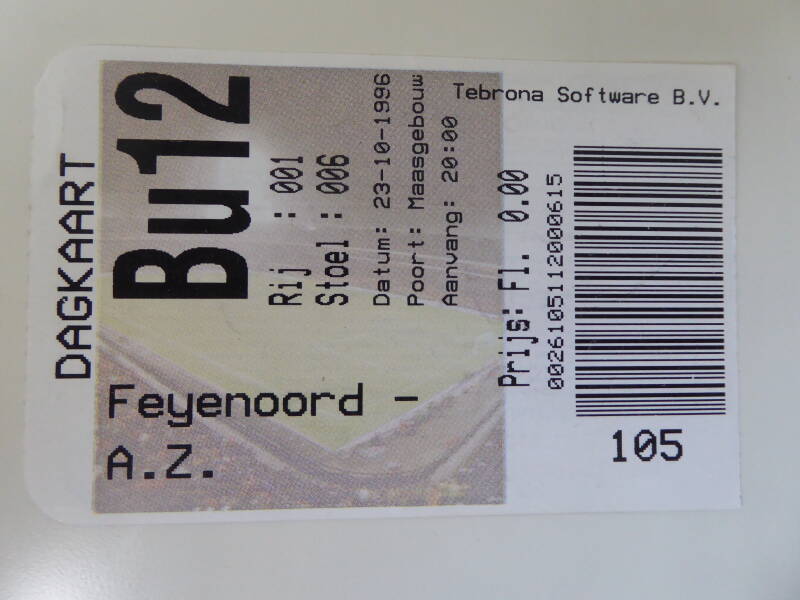 DAGKAART
Bu12
Rij : 001
Stoel : 006
Datum: 23-10-1996
Poort: Maasgebouw
Aanvang: 20:00
Prijs: Fl. 0.00
Feyenoord -
A.Z.
Tebrona Software B.V.
0026105112000615
105